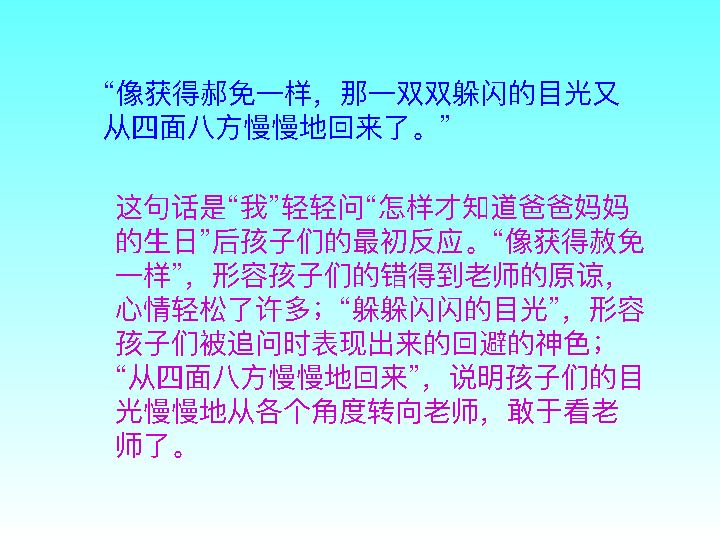 “像获得郝免一样，那一双双躲闪的目光又
从四面八方慢慢地回来了。”
这句话是“我”轻轻问“怎样才知道爸爸妈妈
的生日”后孩子们的最初反应。“像获得赦免
一样”，形容孩子们的错得到老师的原谅，
心情轻松了许多；“躲躲闪闪的目光”，形容
孩子们被追问时表现出来的回避的神色；
“从四面八方慢慢地回来”，说明孩子们的目
光慢慢地从各个角度转向老师，敢于看老
师了。